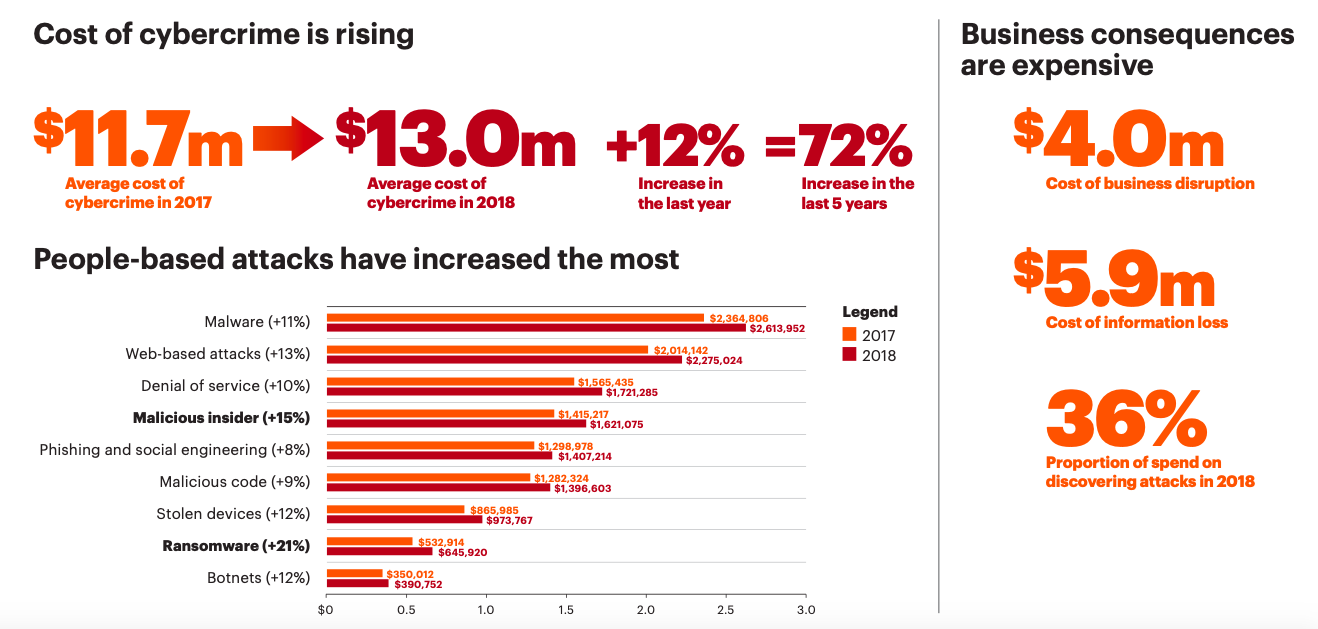 Cost of cybercrime is rising
$11.7m
Average cost of
cybercrime in 2017
$13.0m
Average cost of
cybercrime in 2018
+12%
Increase in
the last year
=72%
Increase in the
last 5 years
People-based attacks have increased the most
Malware (+11%)
$2,364,806
$2,613,952
Web-based attacks (+13%)
$2,014,142
$2,275,024
Denial of service (+10%)
$1,565,435
$1,721,285
Malicious insider (+15%)
$1,415,217
$1,621,075
Phishing and social engineering (+8%)
$1,298,978
$1,407,214
Malicious code (+9%)
$1,282,324
$1,396,603
Stolen devices (+12%)
$865,985
$973,767
Ransomware (+21%)
$532,914
$645,920
Botnets (+12%)
$350,012
$390,752
$0 0.5 1.0 1.5 2.0 2.5 3.0
Legend
2017
2018
Business consequences
are expensive
$4.0m
Cost of business disruption
$5.9m
Cost of information loss
36%
Proportion of spend on
discovering attacks in 2018